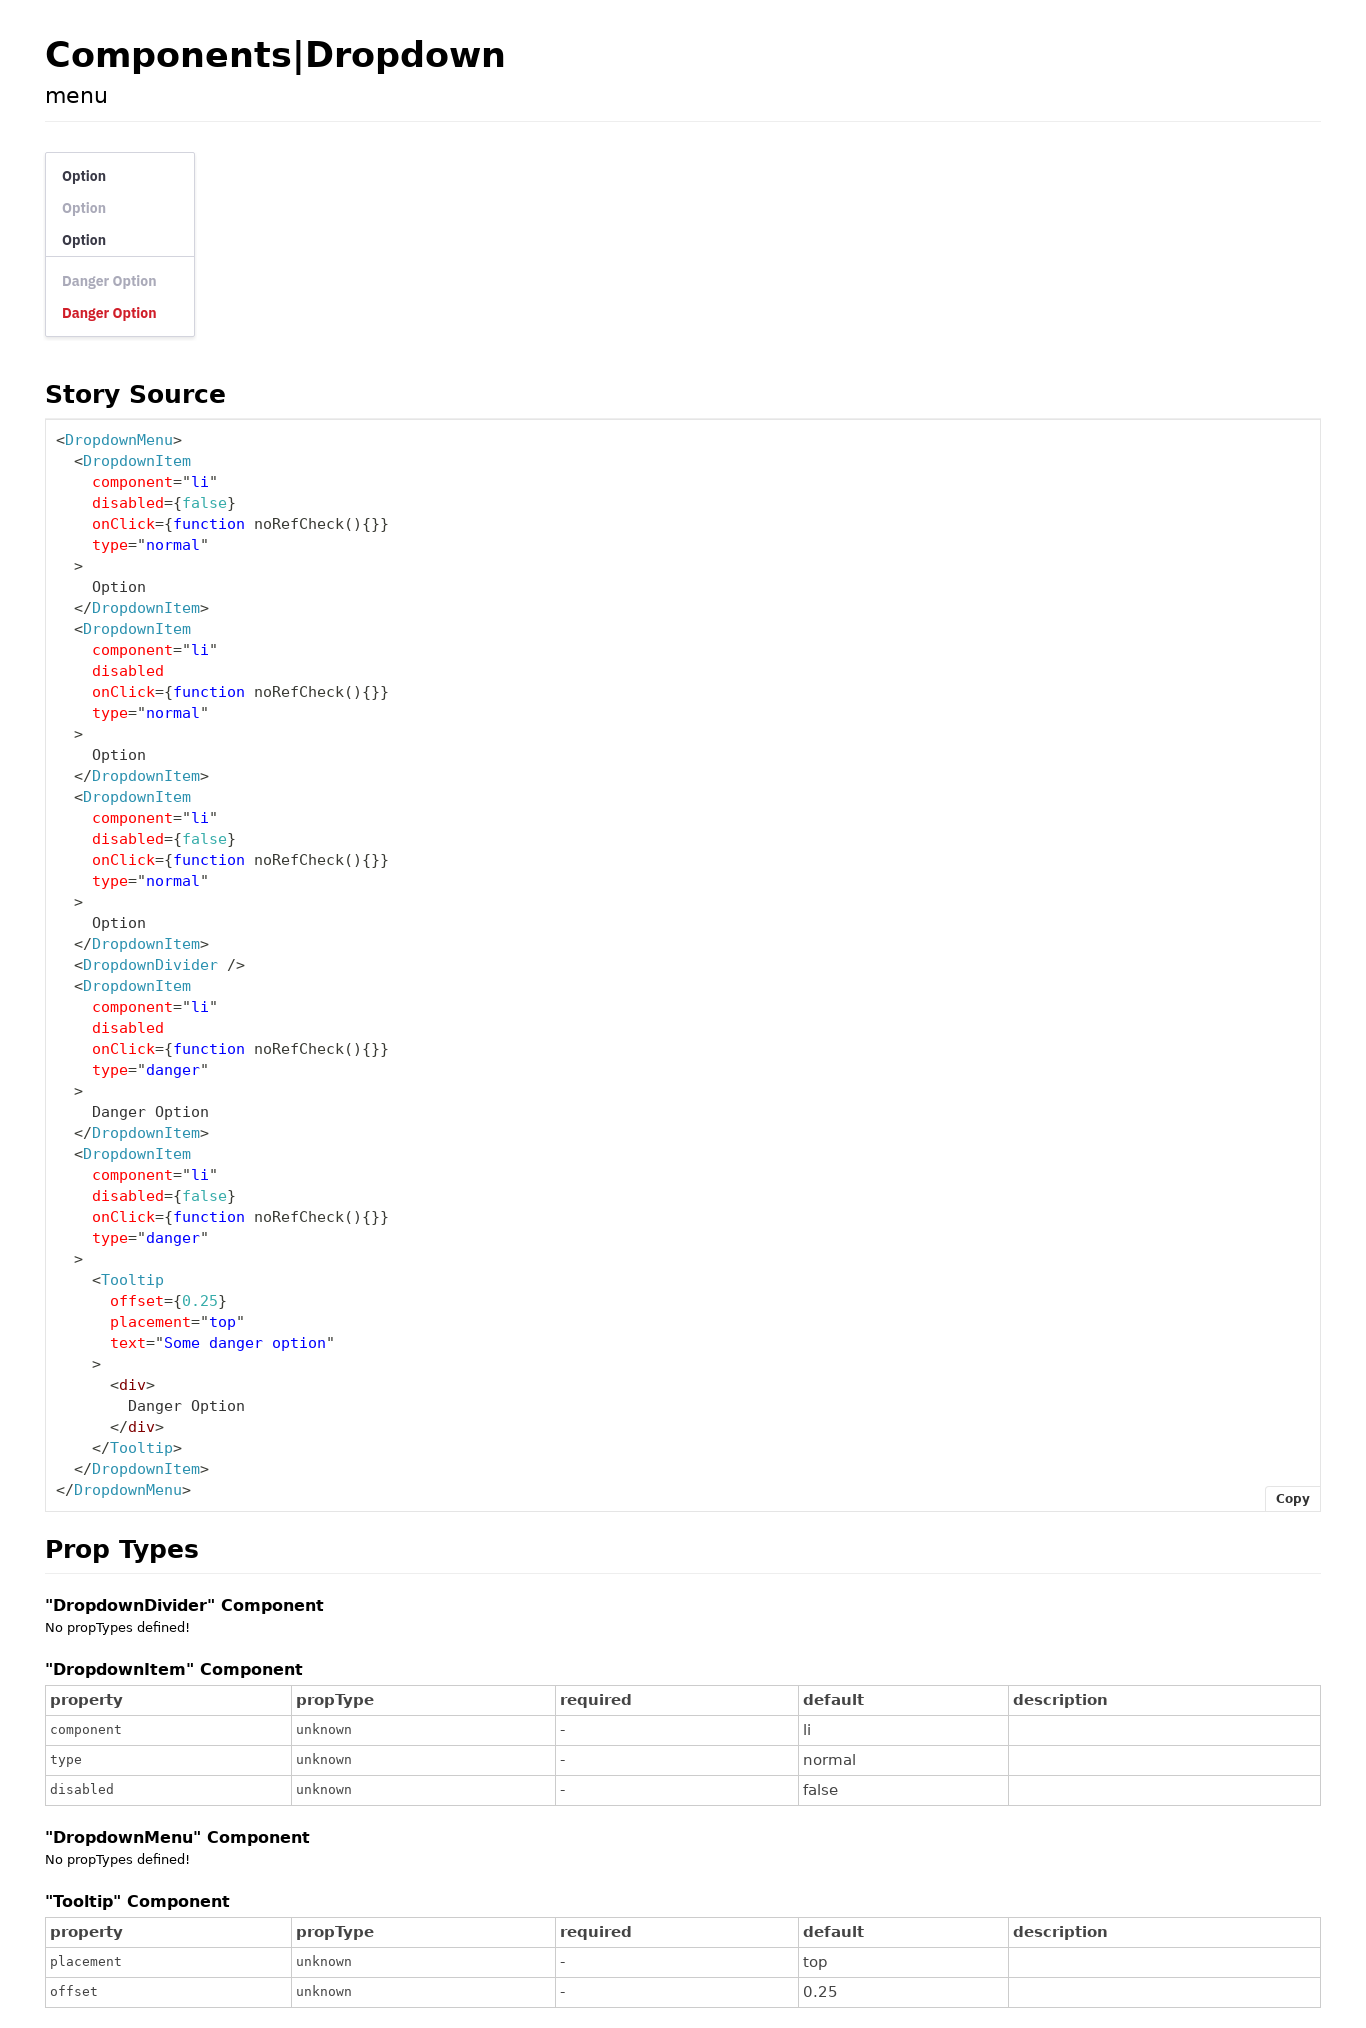 Components|Dropdown
menu
Option
Option
Option
Danger Option
Danger Option
Story Source
<DropdownMenu>
  <DropdownItem
    component="li"
    disabled={false}
    onClick={function noRefCheck(){}}
    type="normal"
  >
    Option
  </DropdownItem>
  <DropdownItem
    component="li"
    disabled
    onClick={function noRefCheck(){}}
    type="normal"
  >
    Option
  </DropdownItem>
  <DropdownItem
    component="li"
    disabled={false}
    onClick={function noRefCheck(){}}
    type="normal"
  >
    Option
  </DropdownItem>
  <DropdownDivider />
  <DropdownItem
    component="li"
    disabled
    onClick={function noRefCheck(){}}
    type="danger"
  >
    Danger Option
  </DropdownItem>
  <DropdownItem
    component="li"
    disabled={false}
    onClick={function noRefCheck(){}}
    type="danger"
  >
    <Tooltip
      offset={0.25}
      placement="top"
      text="Some danger option"
    >
      <div>
        Danger Option
      </div>
    </Tooltip>
  </DropdownItem>
</DropdownMenu>
Copy
Prop Types
"DropdownDivider" Component
No propTypes defined!
"DropdownItem" Component
property propType required default description
component unknown - li
type unknown - normal
disabled unknown - false
"DropdownMenu" Component
No propTypes defined!
"Tooltip" Component
property propType required default description
placement unknown - top
offset unknown - 0.25